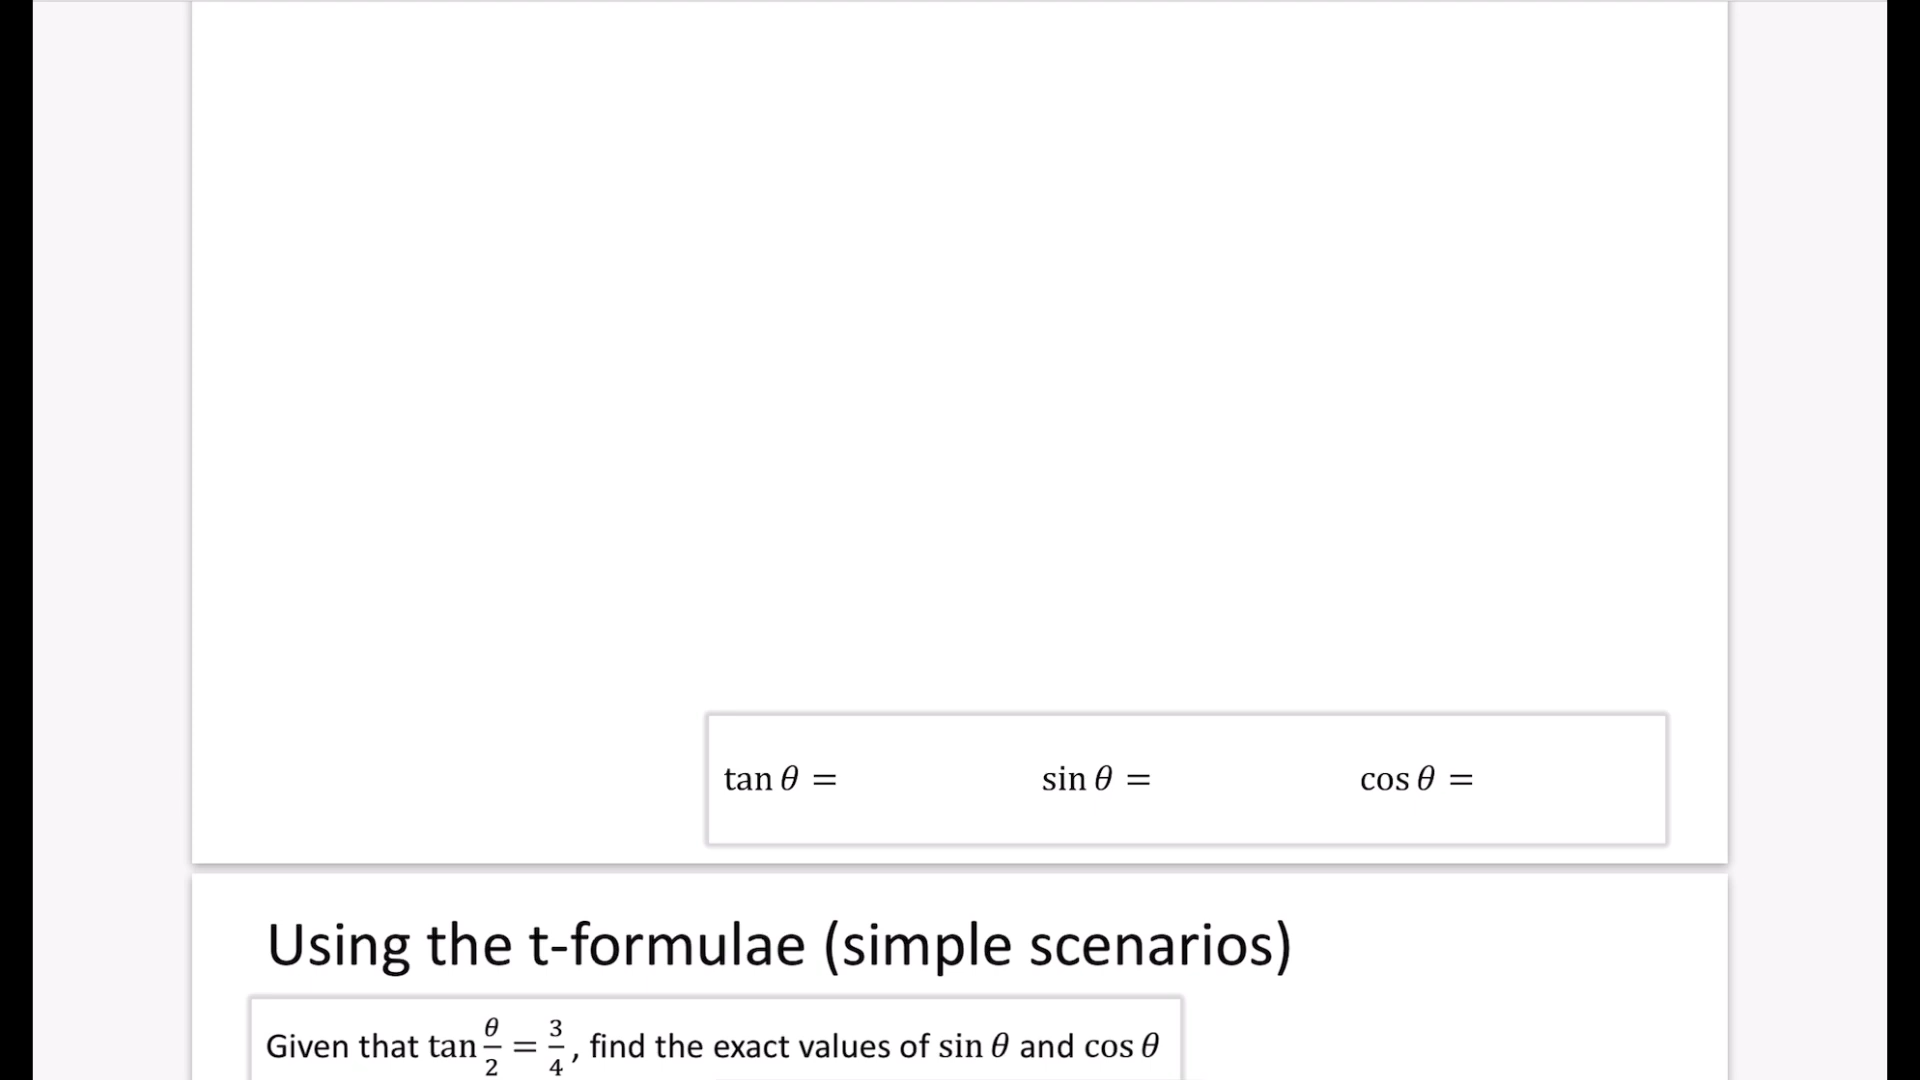 tan θ =   sin θ =   cos θ =
Using the t-formulae (simple scenarios)
Given that tan θ/2 = 3/4, find the exact values of sin θ and cos θ